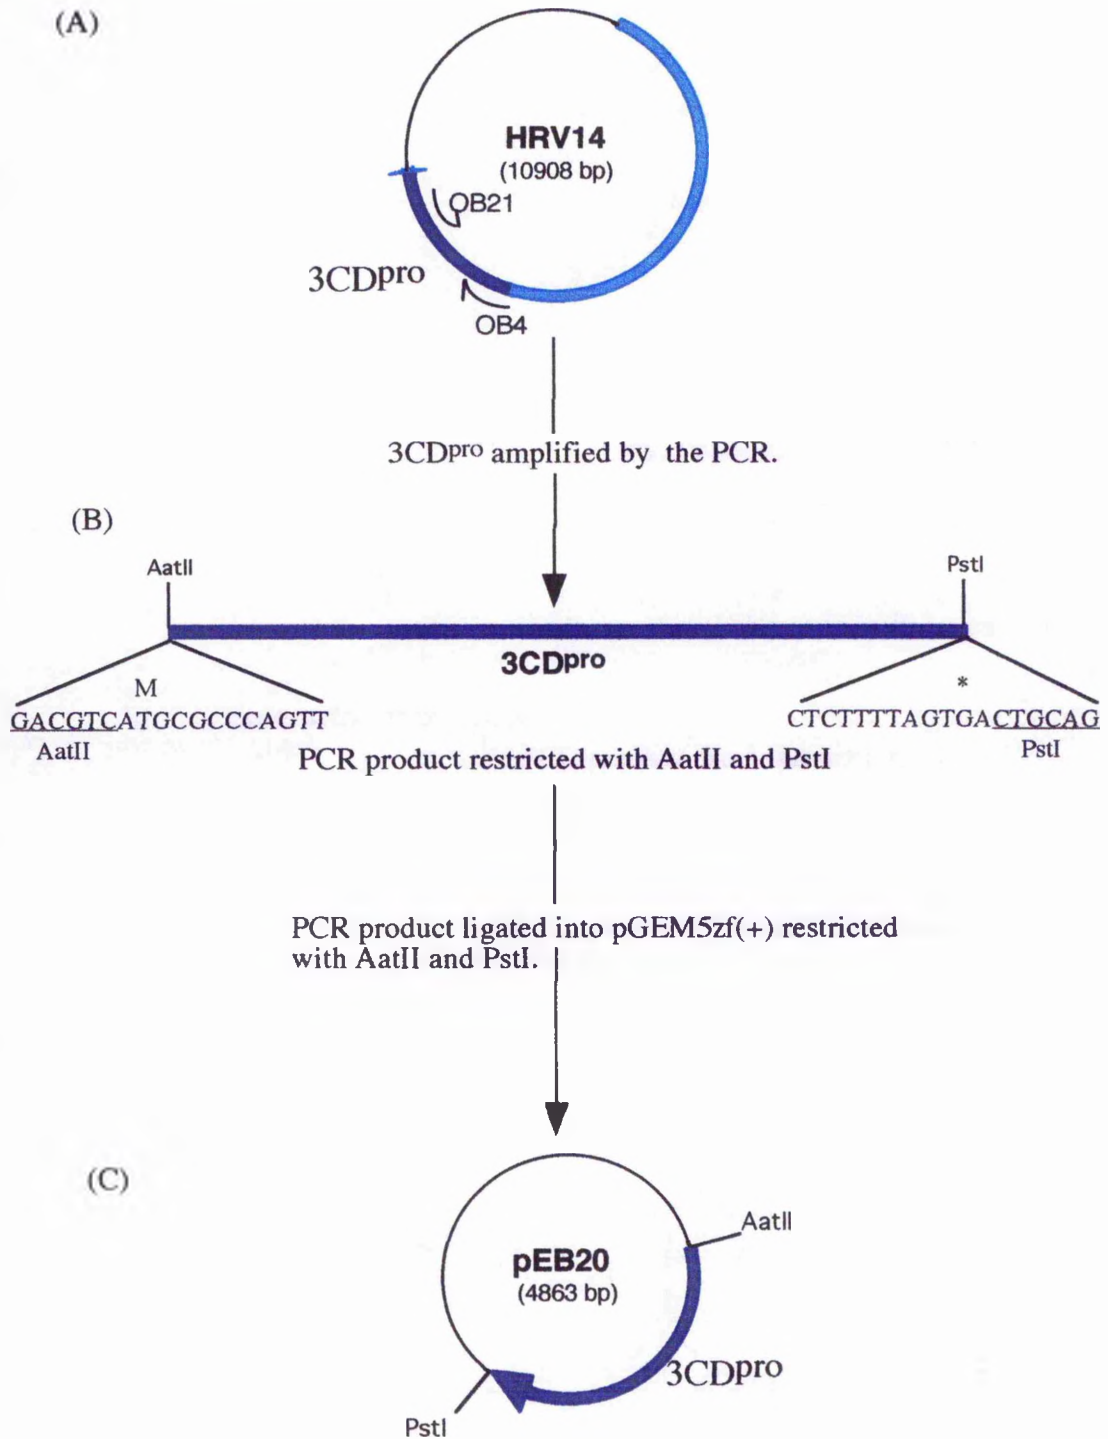 (A)
HRV14
(10908 bp)
OB21
3CDpro
OB4
3CDpro amplified by the PCR.
(B)
AatII
PstI
3CDpro
M
*
GACGTCATGCGCCCAGTT
CTCTTTTAGTGACTGCAG
AatII
PstI
PCR product restricted with AatII and PstI
PCR product ligated into pGEM5zf(+) restricted
with AatII and PstI.
(C)
AatII
pEB20
(4863 bp)
3CDpro
PstI